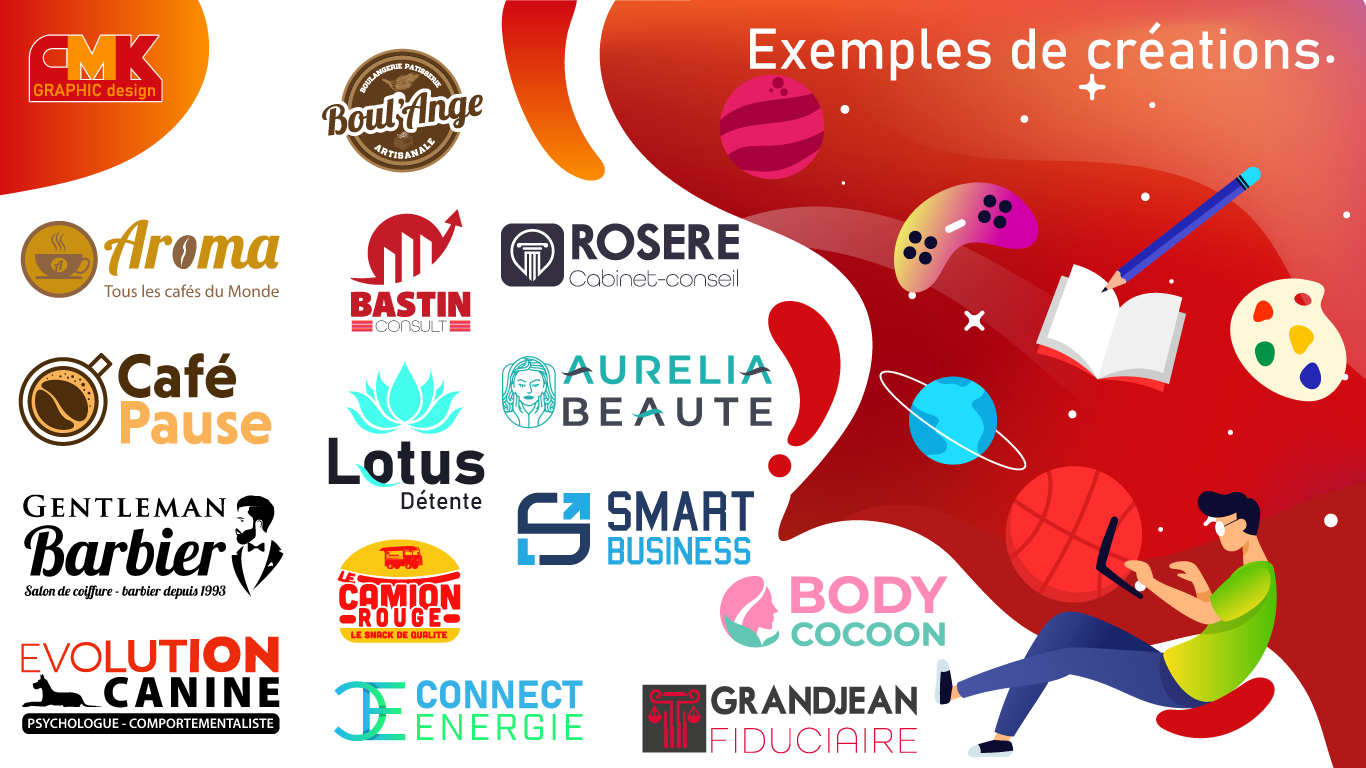 CMK
GRAPHIC design
Exemples de créations.
BOULANGERIE PATISSERIE
Boul'Ange
ARTISANALE
Aroma
A
Tous les cafés du Monde
BASTIN
CONSULT
ROSERE
Cabinet-conseil
Café
Pause
Lotus
Détente
AURELIA
BEAUTE
GENTLEMAN
Barbier
Salon de coiffure - barbier depuis 1993
SMART
BUSINESS
LE
CAMION
ROUGE
LE SNACK DE QUALITE
BODY
COCOON
EVOLUTION
CANINE
PSYCHOLOGUE - COMPORTEMENTALISTE
CE
CONNECT
ENERGIE
GRANDJEAN
FIDUCIAIRE